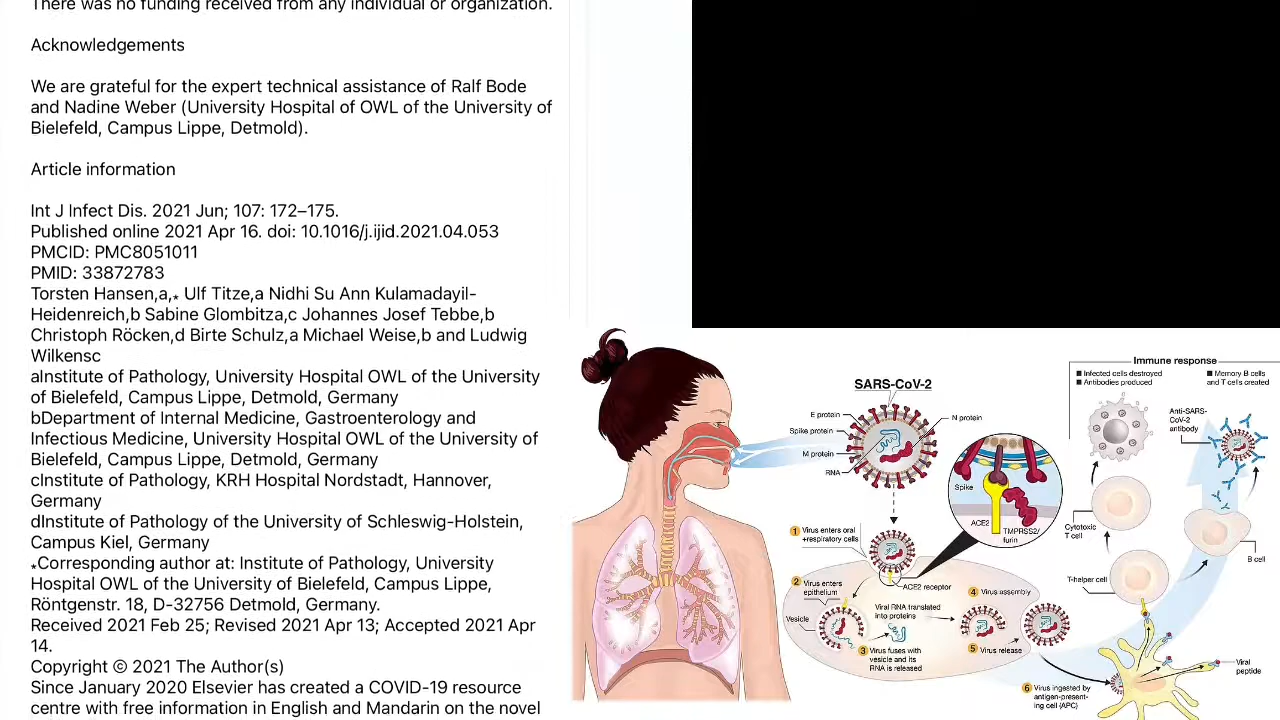 There was no funding received from any individual or organization.
Acknowledgements
We are grateful for the expert technical assistance of Ralf Bode
and Nadine Weber (University Hospital of OWL of the University of
Bielefeld, Campus Lippe, Detmold).
Article information
Int J Infect Dis. 2021 Jun; 107: 172–175.
Published online 2021 Apr 16. doi: 10.1016/j.ijid.2021.04.053
PMCID: PMC8051011
PMID: 33872783
Torsten Hansen,a,⁎ Ulf Titze,a Nidhi Su Ann Kulamadayil-
Heidenreich,b Sabine Glombitza,c Johannes Josef Tebbe,b
Christoph Röcken,d Birte Schulz,a Michael Weise,b and Ludwig
Wilkensc
aInstitute of Pathology, University Hospital OWL of the University
of Bielefeld, Campus Lippe, Detmold, Germany
bDepartment of Internal Medicine, Gastroenterology and
Infectious Medicine, University Hospital OWL of the University of
Bielefeld, Campus Lippe, Detmold, Germany
cInstitute of Pathology, KRH Hospital Nordstadt, Hannover,
Germany
dInstitute of Pathology of the University of Schleswig-Holstein,
Campus Kiel, Germany
⁎Corresponding author at: Institute of Pathology, University
Hospital OWL of the University of Bielefeld, Campus Lippe,
Röntgenstr. 18, D-32756 Detmold, Germany.
Received 2021 Feb 25; Revised 2021 Apr 13; Accepted 2021 Apr
14.
Copyright © 2021 The Author(s)
Since January 2020 Elsevier has created a COVID-19 resource
centre with free information in English and Mandarin on the novel
SARS-CoV-2
E protein
N protein
Spike protein
M protein
RNA
Spike
ACE2
TMPRSS2/
furin
1 Virus enters oral
+respiratory cells
ACE2 receptor
2 Virus enters
epithelium
Vesicle
Viral RNA translated
into proteins
3 Virus fuses with
vesicle and its
RNA is released
4 Virus assembly
5 Virus release
6 Virus ingested by
antigen-present-
ing cell (APC)
Immune response
■ Infected cells destroyed
■ Antibodies produced
■ Memory B cells
and T cells created
Anti-SARS-
CoV-2
antibody
Cytotoxic
T cell
B cell
T-helper cell
Viral
peptide